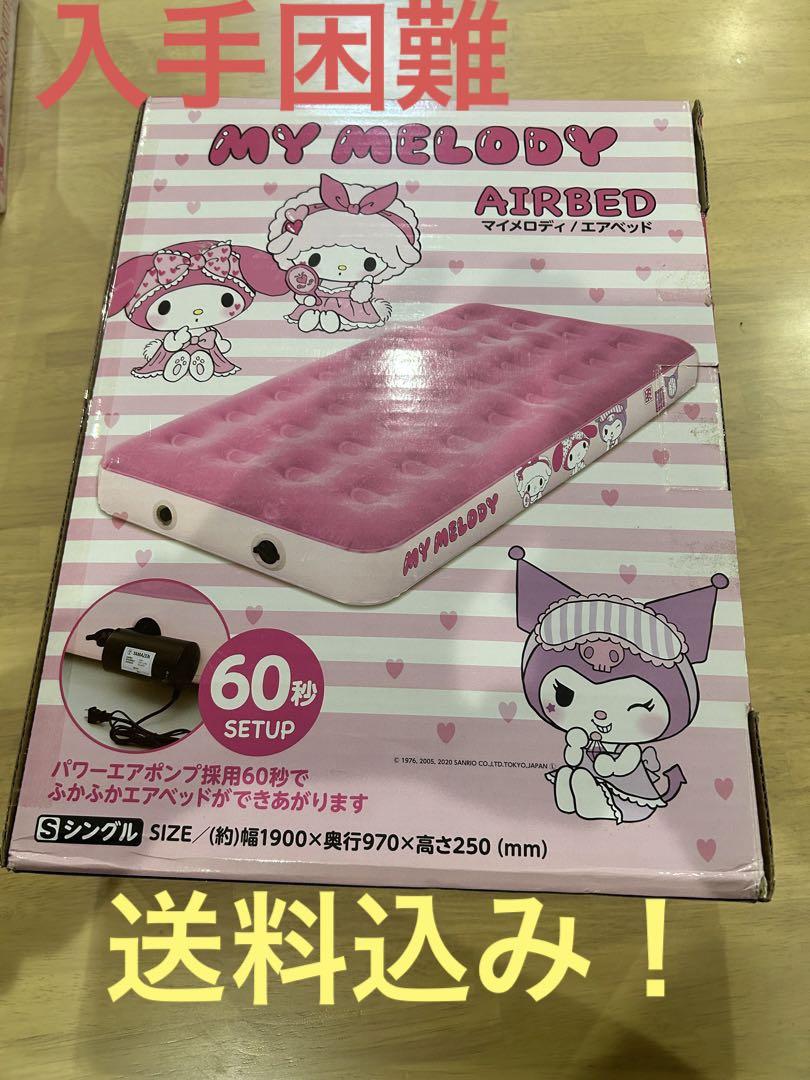 入手困難
MY MELODY
AIRBED
マイメロディ/エアベッド
MY MELODY
YAMAZEN
60秒
SETUP
© 1976, 2005, 2020 SANRIO CO.,LTD.TOKYO,JAPAN Ⓛ
パワーエアポンプ採用60秒で
ふかふかエアベッドができあがります
Sシングル SIZE/(約)幅1900×奥行970×高さ250 (mm)
送料込み!